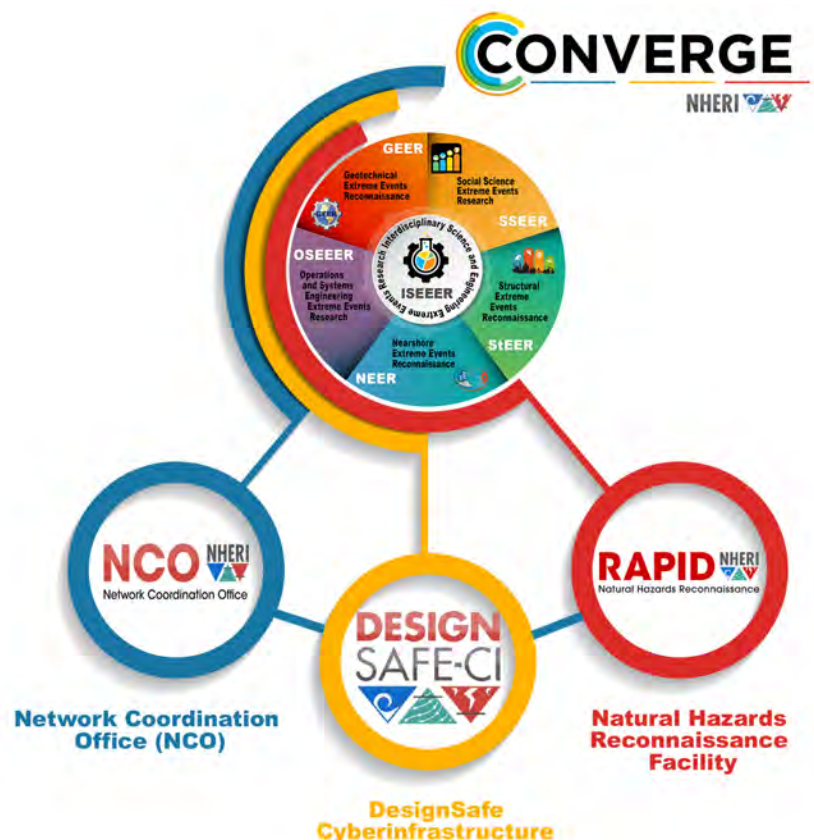 CONVERGE
NHERI
GEER
Geotechnical
Extreme Events
Reconnaissance
GEER
Social Science
Extreme Events
Research
SSEER
OSEEER
Operations
and Systems
Engineering
Extreme Events
Research
Interdisciplinary Science and Engineering Extreme Events Research
ISEEER
Structural
Extreme
Events
Reconnaissance
StEER
Nearshore
Extreme Events
Reconnaissance
NEER
NCO NHERI
Network Coordination Office
RAPID NHERI
Natural Hazards Reconnaissance
DESIGN
SAFE-CI
Network Coordination
Office (NCO)
Natural Hazards
Reconnaissance
Facility
DesignSafe
Cyberinfrastructure